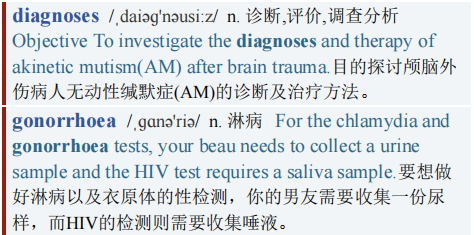 diagnoses /ˌdaiəg'nəusi:z/ n. 诊断,评价,调查分析
Objective To investigate the diagnoses and therapy of
akinetic mutism(AM) after brain trauma.目的探讨颅脑外
伤病人无动性缄默症(AM)的诊断及治疗方法。
gonorrhoea /ˌɡɑnə'riə/ n. 淋病 For the chlamydia and
gonorrhoea tests, your beau needs to collect a urine
sample and the HIV test requires a saliva sample.要想做
好淋病以及衣原体的性检测，你的男友需要收集一份尿
样，而HIV的检测则需要收集唾液。